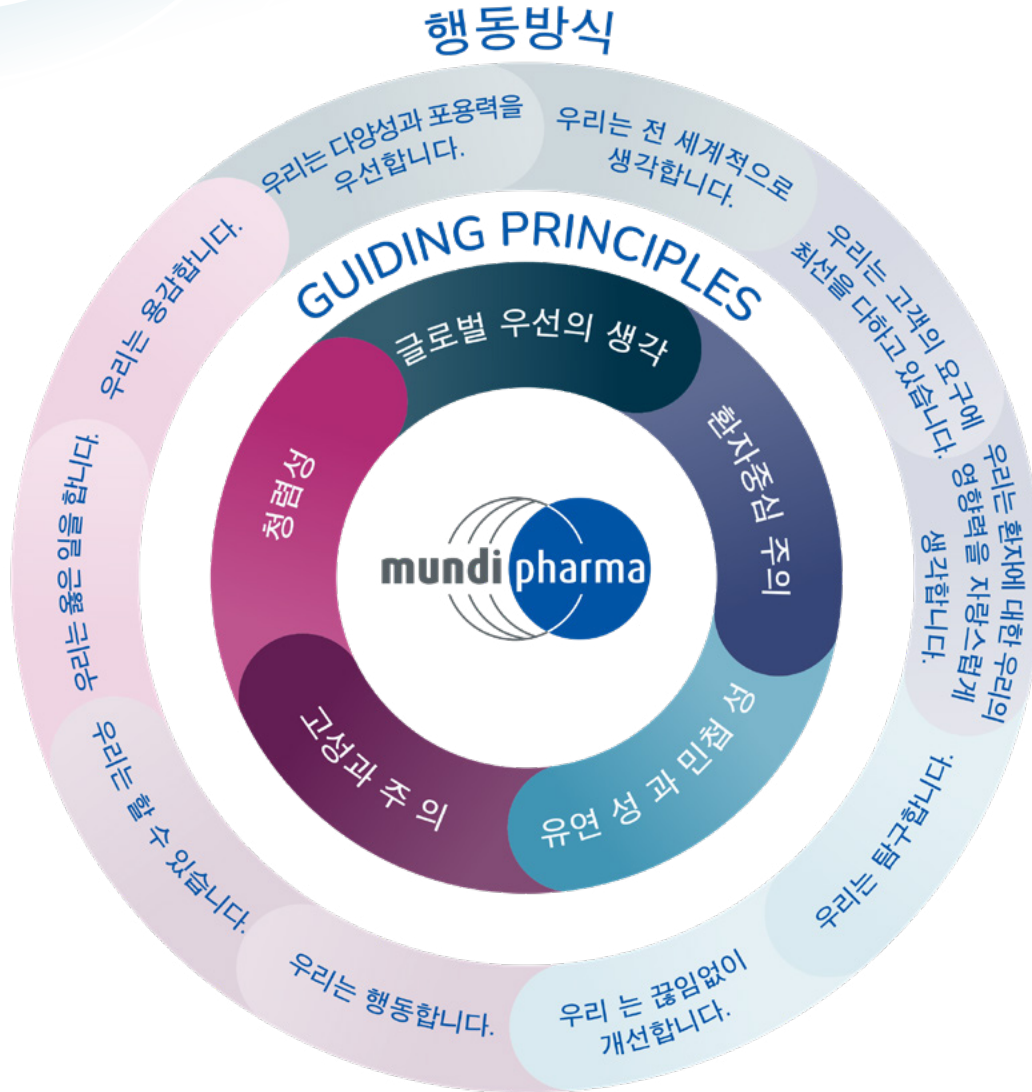 행동방식
우리는 다양성과 포용력을
우선합니다.
우리는 전 세계적으로
생각합니다.
우리는 고객의 요구에
최선을 다하고 있습니다.
우리는 환자에 대한 우리의
영향력을 자랑스럽게
생각합니다.
우리는 탐구합니다.
우리 는 끊임없이
개선합니다.
우리는 행동합니다.
우리는 할 수 있습니다.
우리는 옳은 일을 합니다.
우리는 용감합니다.
GUIDING PRINCIPLES
글로벌 우선의 생각
환자중심 주의
유연 성 과 민첩 성
고성과 주 의
청렴성
mundi pharma